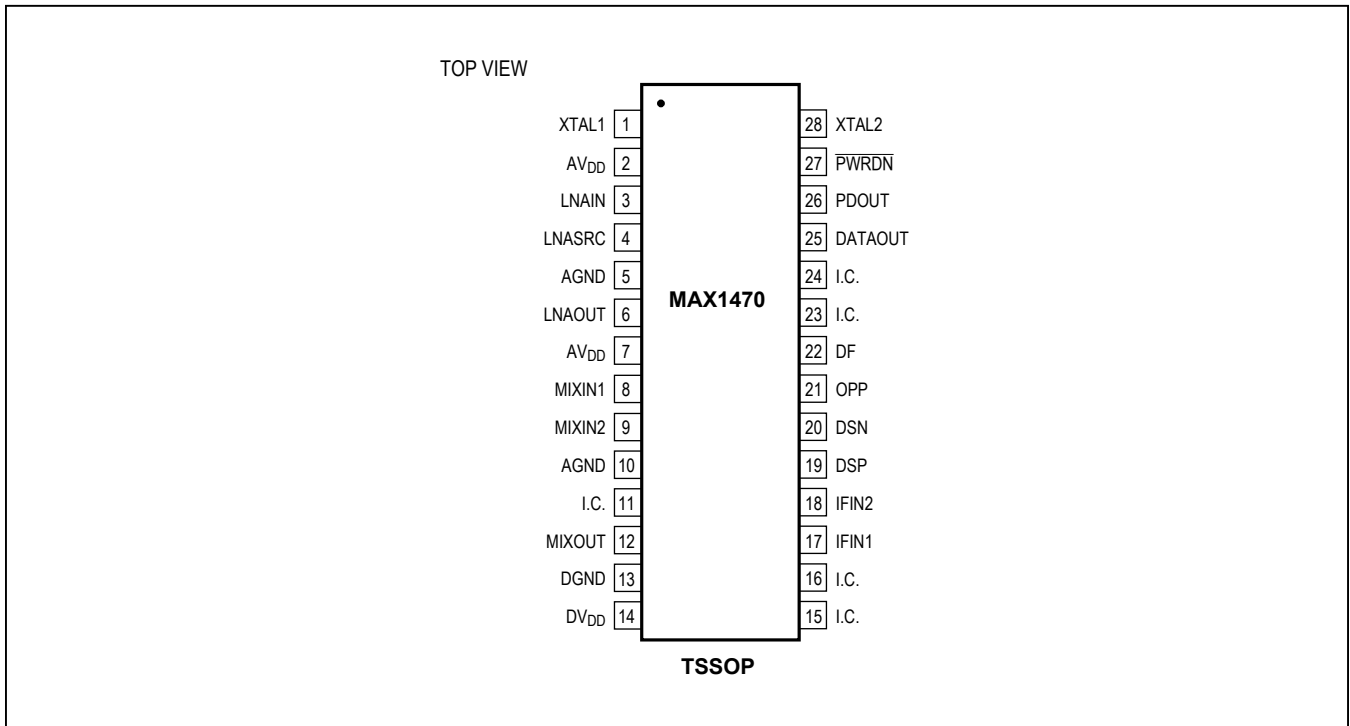 TOP VIEW
XTAL1 1 28 XTAL2
AVDD 2 27 PWRDN
LNAIN 3 26 PDOUT
LNASRC 4 25 DATAOUT
AGND 5 24 I.C.
MAX1470
LNAOUT 6 23 I.C.
AVDD 7 22 DF
MIXIN1 8 21 OPP
MIXIN2 9 20 DSN
AGND 10 19 DSP
I.C. 11 18 IFIN2
MIXOUT 12 17 IFIN1
DGND 13 16 I.C.
DVDD 14 15 I.C.
TSSOP